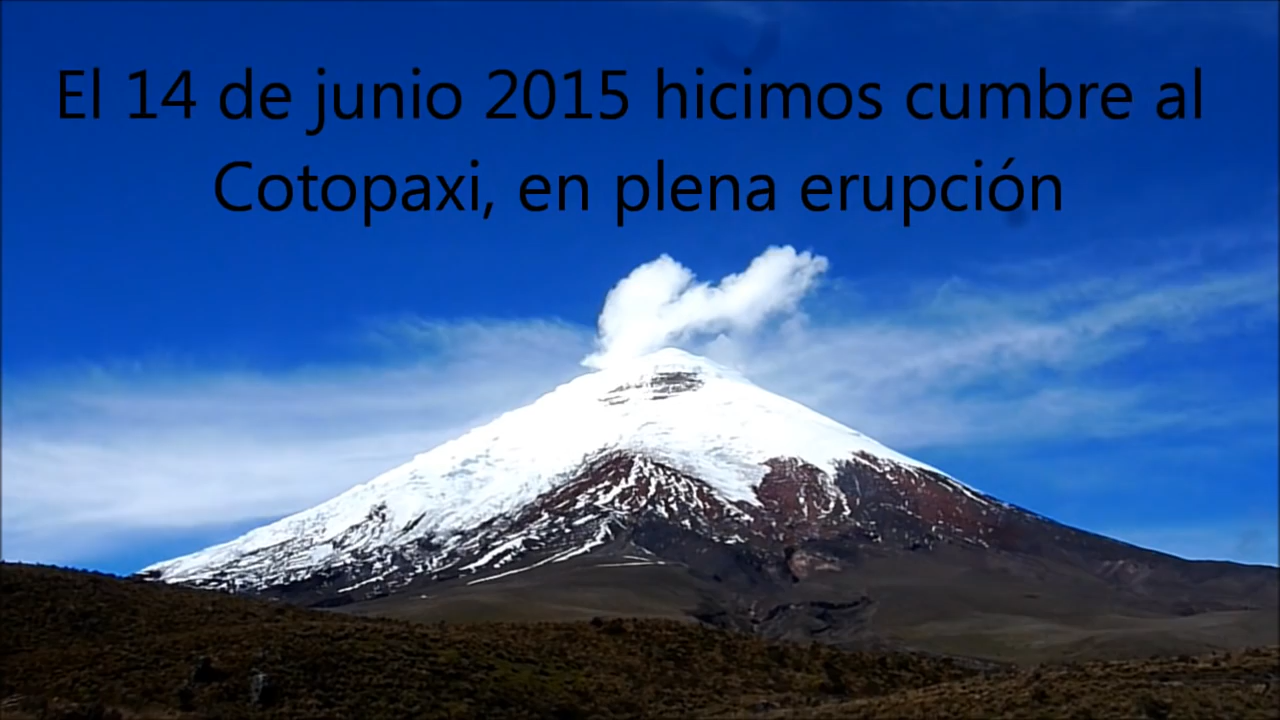 El 14 de junio 2015 hicimos cumbre al
Cotopaxi, en plena erupción